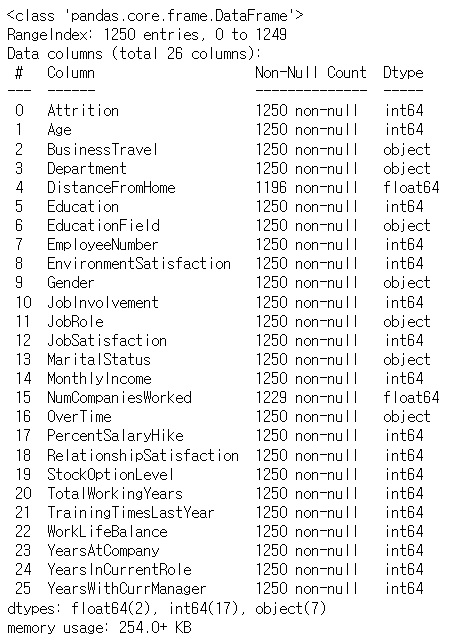 <class 'pandas.core.frame.DataFrame'>
RangeIndex: 1250 entries, 0 to 1249
Data columns (total 26 columns):
 #   Column                    Non-Null Count  Dtype
---  ------                    --------------  -----
 0   Attrition                 1250 non-null   int64
 1   Age                       1250 non-null   int64
 2   BusinessTravel            1250 non-null   object
 3   Department                1250 non-null   object
 4   DistanceFromHome          1196 non-null   float64
 5   Education                 1250 non-null   int64
 6   EducationField            1250 non-null   object
 7   EmployeeNumber            1250 non-null   int64
 8   EnvironmentSatisfaction   1250 non-null   int64
 9   Gender                    1250 non-null   object
 10  JobInvolvement            1250 non-null   int64
 11  JobRole                   1250 non-null   object
 12  JobSatisfaction           1250 non-null   int64
 13  MaritalStatus             1250 non-null   object
 14  MonthlyIncome             1250 non-null   int64
 15  NumCompaniesWorked        1229 non-null   float64
 16  OverTime                  1250 non-null   object
 17  PercentSalaryHike         1250 non-null   int64
 18  RelationshipSatisfaction  1250 non-null   int64
 19  StockOptionLevel          1250 non-null   int64
 20  TotalWorkingYears         1250 non-null   int64
 21  TrainingTimesLastYear     1250 non-null   int64
 22  WorkLifeBalance           1250 non-null   int64
 23  YearsAtCompany            1250 non-null   int64
 24  YearsInCurrentRole        1250 non-null   int64
 25  YearsWithCurrManager      1250 non-null   int64
dtypes: float64(2), int64(17), object(7)
memory usage: 254.0+ KB